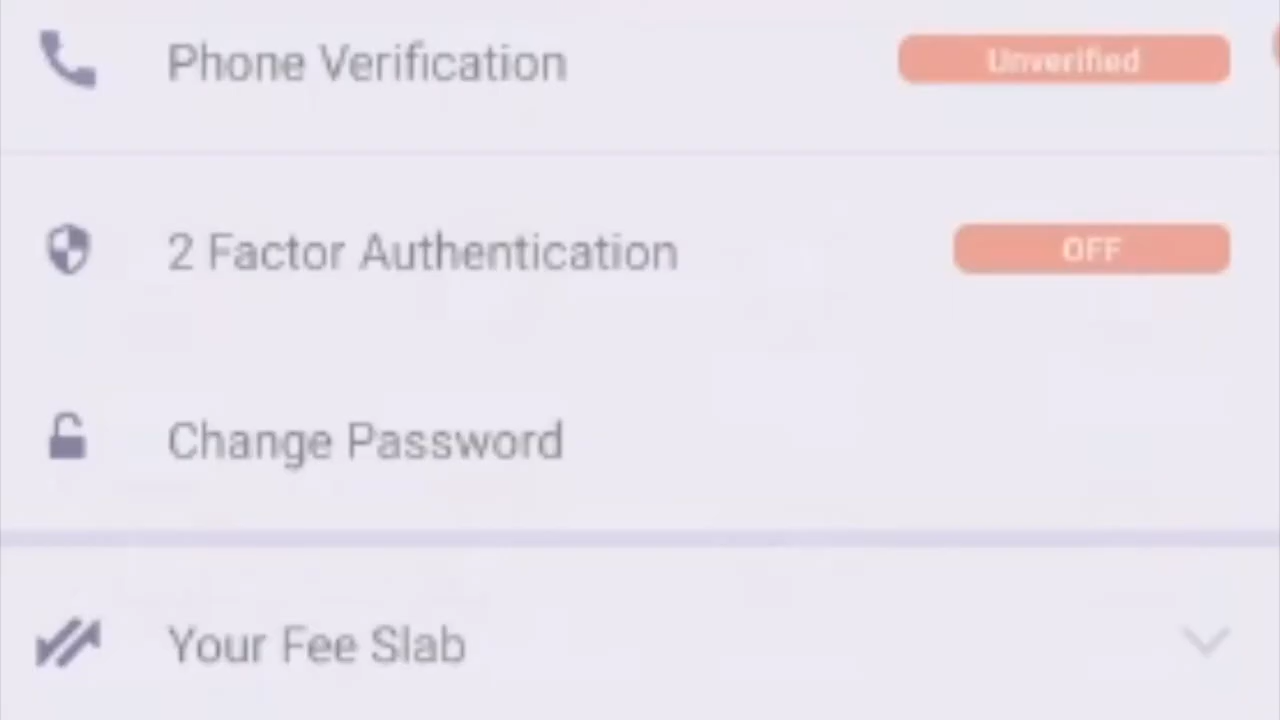 Phone Verification Unverified
2 Factor Authentication OFF
Change Password
Your Fee Slab